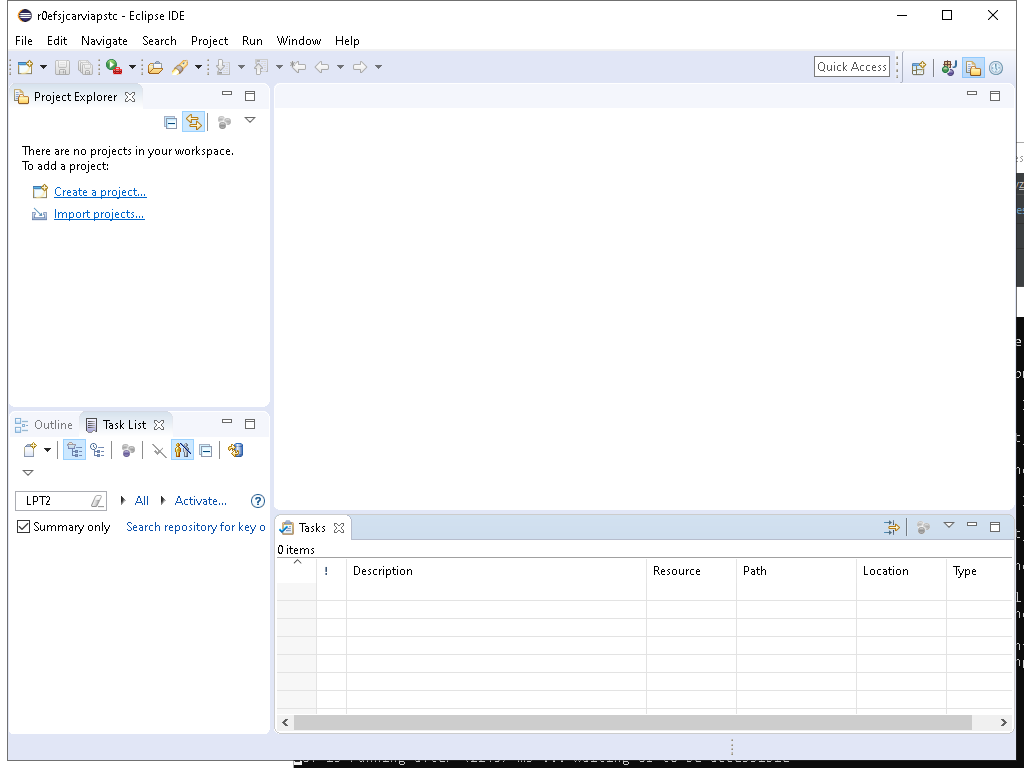 r0efsjcarviapstc - Eclipse IDE
File Edit Navigate Search Project Run Window Help
Quick Access
Project Explorer
There are no projects in your workspace.
To add a project:
Create a project...
Import projects...
Outline Task List
LPT2 All Activate...
Summary only Search repository for key o
Tasks
0 items
! Description Resource Path Location Type